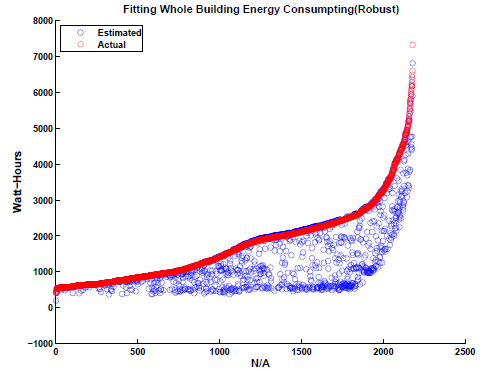 Fitting Whole Building Energy Consumpting(Robust)
8000
7000
6000
5000
4000
3000
2000
1000
0
−1000
Watt−Hours
Estimated
Actual
0 500 1000 1500 2000 2500
N/A